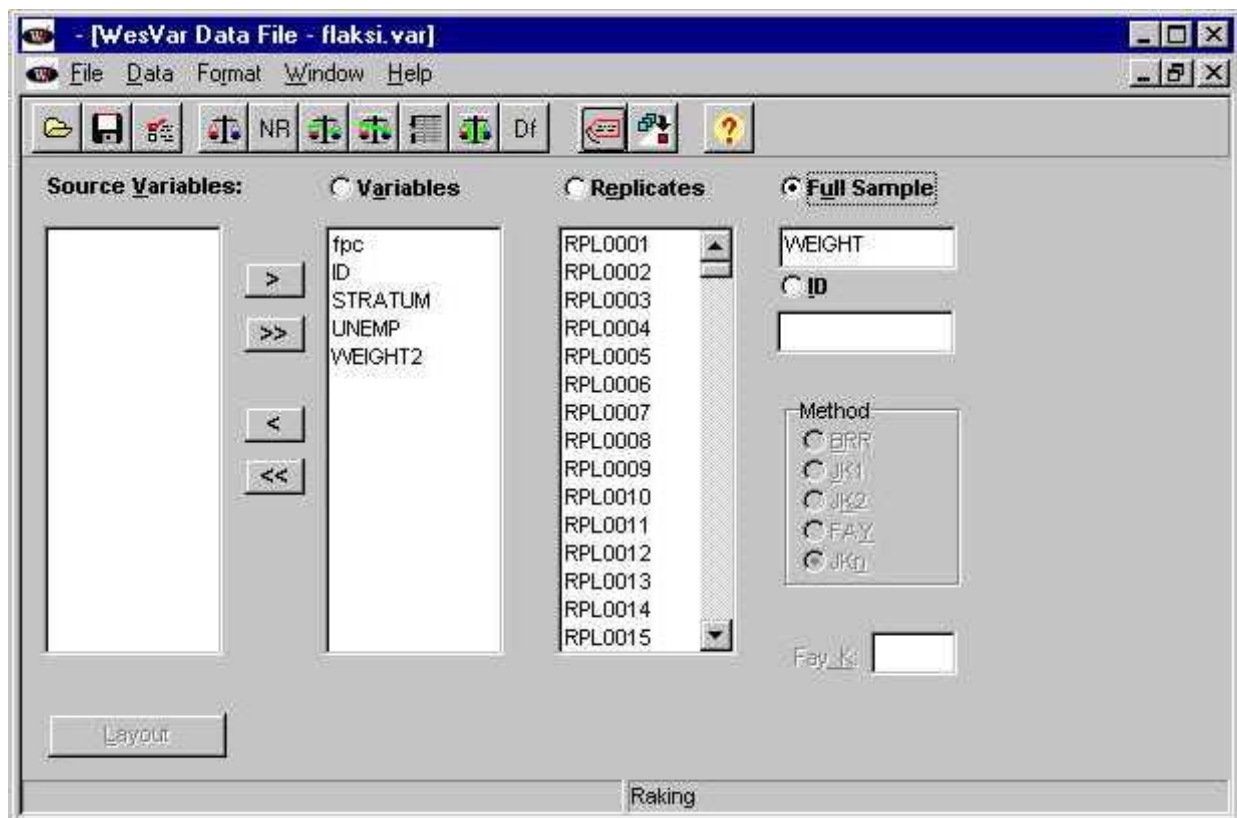 - [WesVar Data File - flaksi.var]
File Data Format Window Help
NR Df ?
Source Variables: Variables Replicates Full Sample
fpc
ID
STRATUM
UNEMP
WEIGHT2
>
>>
<
<<
RPL0001
RPL0002
RPL0003
RPL0004
RPL0005
RPL0006
RPL0007
RPL0008
RPL0009
RPL0010
RPL0011
RPL0012
RPL0013
RPL0014
RPL0015
WEIGHT
ID
Method
BRR
JK1
JK2
FAY
JKn
Fay_K:
Layout
Raking